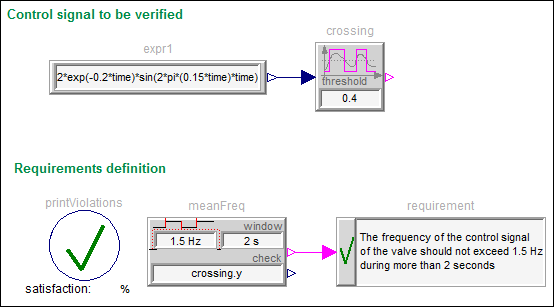 Control signal to be verified
crossing
expr1
2*exp(-0.2*time)*sin(2*pi*(0.15*time)*time)
threshold
0.4
Requirements definition
printViolations
meanFreq
requirement
window
1.5 Hz
2 s
check
crossing.y
The frequency of the control signal
of the valve should not exceed 1.5 Hz
during more than 2 seconds
satisfaction: %